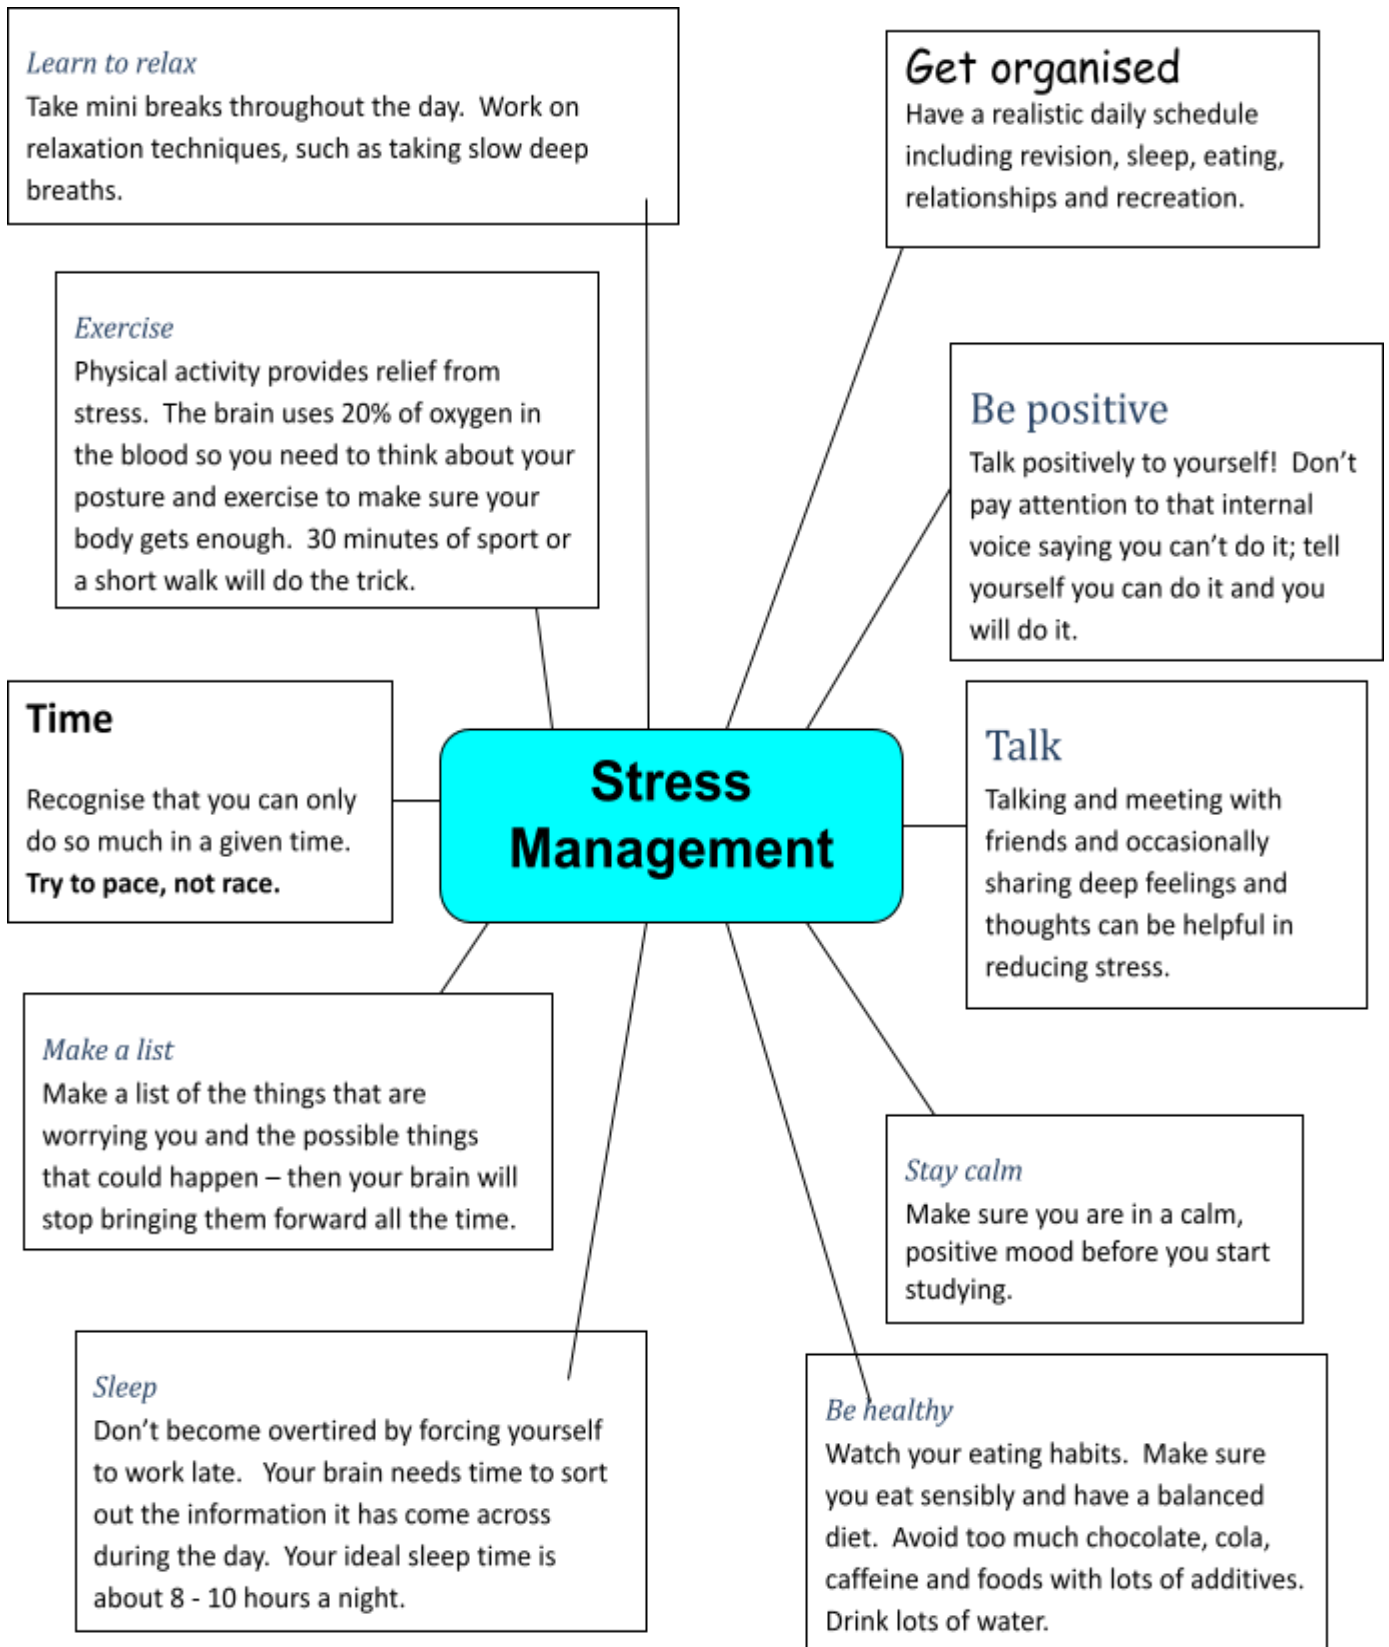 Learn to relax
Take mini breaks throughout the day.  Work on
relaxation techniques, such as taking slow deep
breaths.
Get organised
Have a realistic daily schedule
including revision, sleep, eating,
relationships and recreation.
Exercise
Physical activity provides relief from
stress.  The brain uses 20% of oxygen in
the blood so you need to think about your
posture and exercise to make sure your
body gets enough.  30 minutes of sport or
a short walk will do the trick.
Be positive
Talk positively to yourself!  Don’t
pay attention to that internal
voice saying you can’t do it; tell
yourself you can do it and you
will do it.
Time
Recognise that you can only
do so much in a given time.
Try to pace, not race.
Stress
Management
Talk
Talking and meeting with
friends and occasionally
sharing deep feelings and
thoughts can be helpful in
reducing stress.
Make a list
Make a list of the things that are
worrying you and the possible things
that could happen – then your brain will
stop bringing them forward all the time.
Stay calm
Make sure you are in a calm,
positive mood before you start
studying.
Sleep
Don’t become overtired by forcing yourself
to work late.   Your brain needs time to sort
out the information it has come across
during the day.  Your ideal sleep time is
about 8 - 10 hours a night.
Be healthy
Watch your eating habits.  Make sure
you eat sensibly and have a balanced
diet.  Avoid too much chocolate, cola,
caffeine and foods with lots of additives.
Drink lots of water.